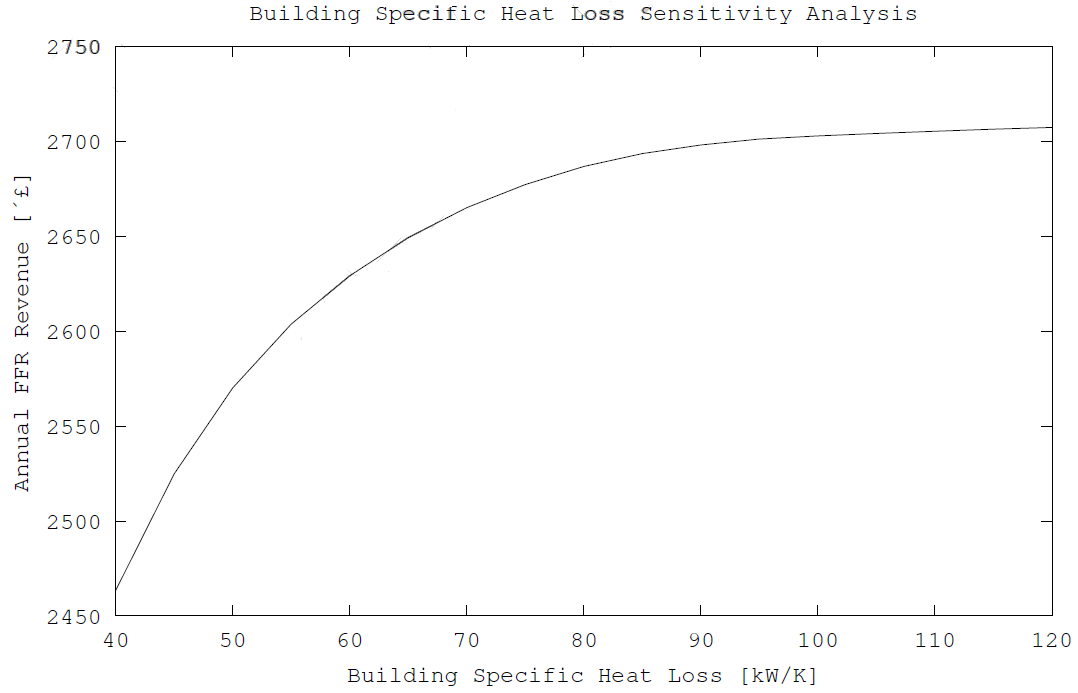 Building Specific Heat Loss Sensitivity Analysis
2750
2700
2650
2600
2550
2500
2450
Annual FFR Revenue [´£]
40 50 60 70 80 90 100 110 120
Building Specific Heat Loss [kW/K]